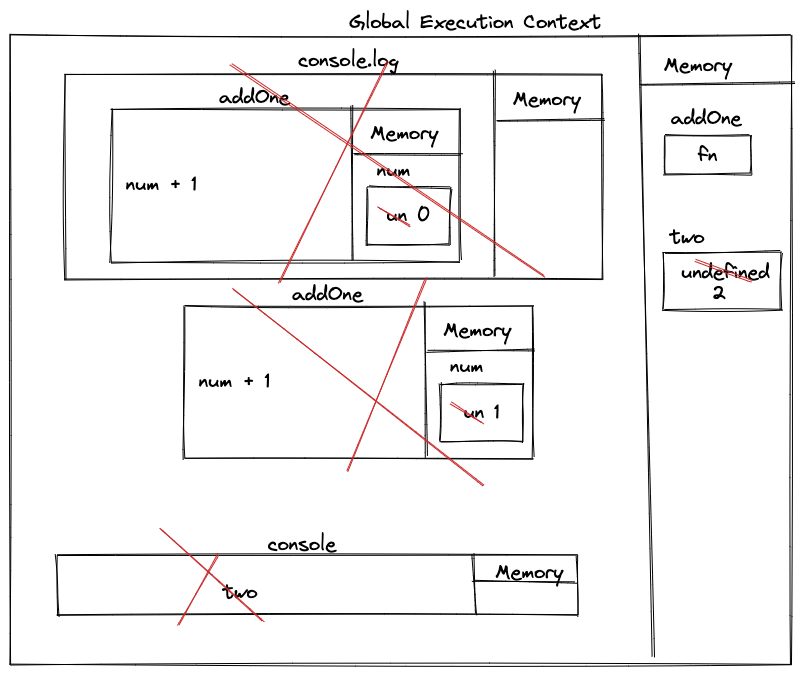 Global Execution Context
console.log
addOne
Memory
num + 1
num
un 0
Memory
addOne
Memory
num + 1
num
un 1
console
Memory
two
Memory
addOne
fn
two
undefined
2